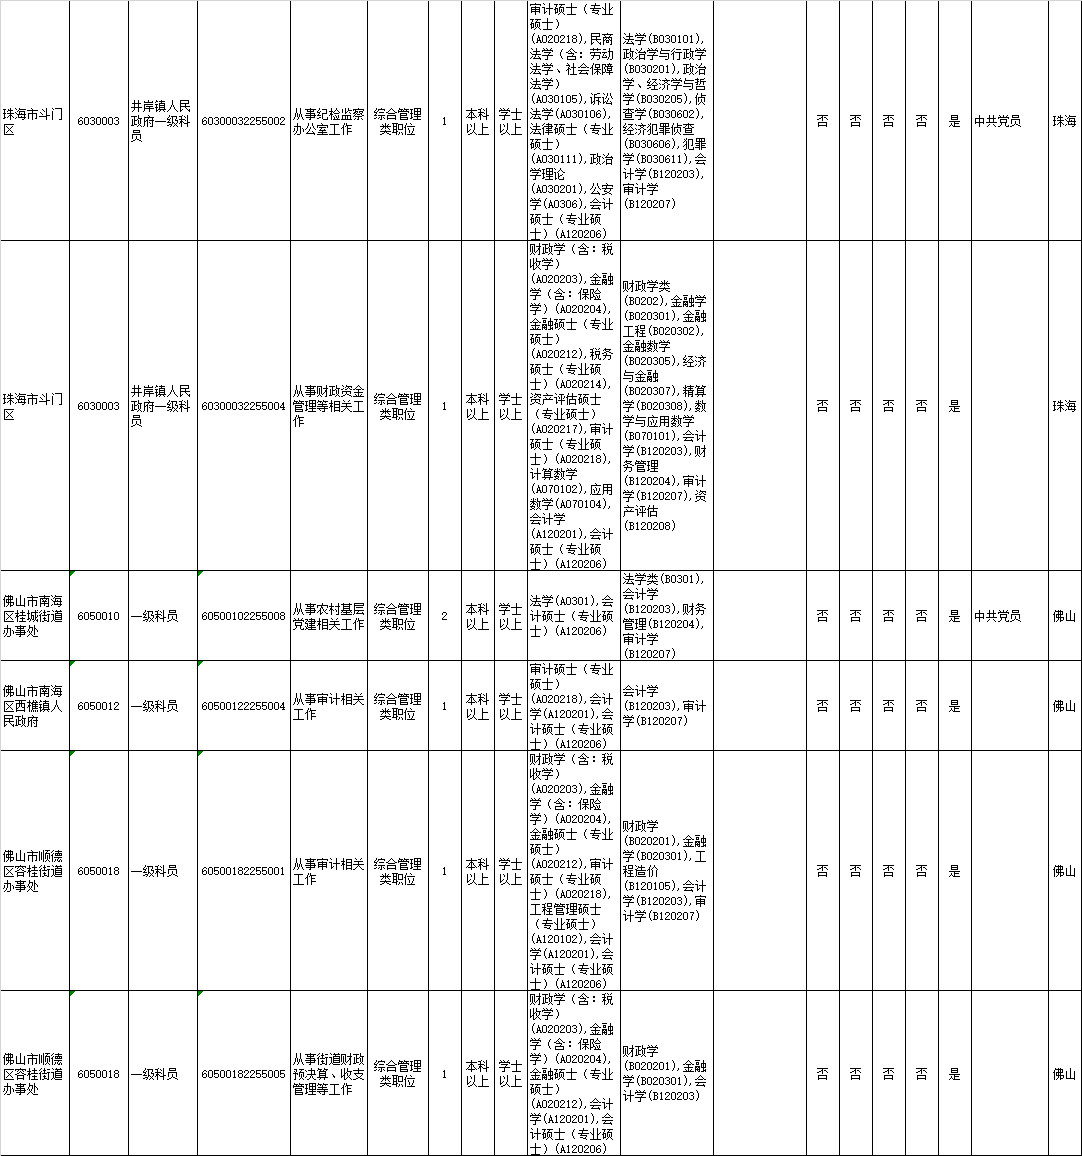 珠海市斗门
区
6030003
井岸镇人民
政府一级科
员
60300032255002
从事纪检监察
办公室工作
综合管理
类职位
1
本科
以上
学士
以上
审计硕士（专业
硕士）
(A020218),民商
法学（含：劳动
法学、社会保障
法学）
(A030105),诉讼
法学(A030106),
法律硕士（专业
硕士）
(A030111),政治
学理论
(A030201),公安
学(A0306),会计
硕士（专业硕
士）(A120206)
法学(B030101),
政治学与行政学
(B030201),政治
学、经济学与哲
学(B030205),侦
查学(B030602),
经济犯罪侦查
(B030606),犯罪
学(B030611),会
计学(B120203),
审计学
(B120207)
否
否
否
否
是
中共党员
珠海
珠海市斗门
区
6030003
井岸镇人民
政府一级科
员
60300032255004
从事财政资金
管理等相关工
作
综合管理
类职位
1
本科
以上
学士
以上
财政学（含：税
收学）
(A020203),金融
学（含：保险
学）(A020204),
金融硕士（专业
硕士）
(A020212),税务
硕士（专业硕
士）(A020214),
资产评估硕士
（专业硕士）
(A020217),审计
硕士（专业硕
士）(A020218),
计算数学
(A070102),应用
数学(A070104),
会计学
(A120201),会计
硕士（专业硕
士）(A120206)
财政学类
(B0202),金融学
(B020301),金融
工程(B020302),
金融数学
(B020305),经济
与金融
(B020307),精算
学(B020308),数
学与应用数学
(B070101),会计
学(B120203),财
务管理
(B120204),审计
学(B120207),资
产评估
(B120208)
否
否
否
否
是
珠海
佛山市南海
区桂城街道
办事处
6050010
一级科员
60500102255008
从事农村基层
党建相关工作
综合管理
类职位
2
本科
以上
学士
以上
法学(A0301),会
计硕士（专业硕
士）(A120206)
法学类(B0301),
会计学
(B120203),财务
管理(B120204),
审计学
(B120207)
否
否
否
否
是
中共党员
佛山
佛山市南海
区西樵镇人
民政府
6050012
一级科员
60500122255004
从事审计相关
工作
综合管理
类职位
1
本科
以上
学士
以上
审计硕士（专业
硕士）
(A020218),会计
学(A120201),会
计硕士（专业硕
士）(A120206)
会计学
(B120203),审计
学(B120207)
否
否
否
否
是
佛山
佛山市顺德
区容桂街道
办事处
6050018
一级科员
60500182255001
从事审计相关
工作
综合管理
类职位
1
本科
以上
学士
以上
财政学（含：税
收学）
(A020203),金融
学（含：保险
学）(A020204),
金融硕士（专业
硕士）
(A020212),审计
硕士（专业硕
士）(A020218),
工程管理硕士
（专业硕士）
(A120102),会计
学(A120201),会
计硕士（专业硕
士）(A120206)
财政学
(B020201),金融
学(B020301),工
程造价
(B120105),会计
学(B120203),审
计学(B120207)
否
否
否
否
是
佛山
佛山市顺德
区容桂街道
办事处
6050018
一级科员
60500182255005
从事街道财政
预决算、收支
管理等工作
综合管理
类职位
1
本科
以上
学士
以上
财政学（含：税
收学）
(A020203),金融
学（含：保险
学）(A020204),
金融硕士（专业
硕士）
(A020212),会计
学(A120201),会
计硕士（专业硕
士）(A120206)
财政学
(B020201),金融
学(B020301),会
计学(B120203)
否
否
否
否
是
佛山